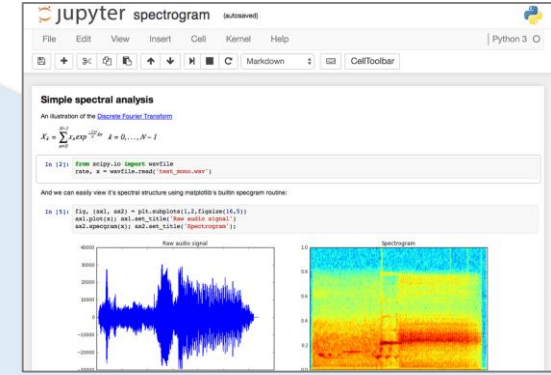 jupyter spectrogram (autosaved)
File Edit View Insert Cell Kernel Help Python 3
Markdown CellToolbar
Simple spectral analysis
An illustration of the Discrete Fourier Transform
In [2]: from scipy.io import wavfile
rate, x = wavfile.read('test_mono.wav')
And we can easily view it's spectral structure using matplotlib's builtin specgram routine:
In [5]: fig, (ax1, ax2) = plt.subplots(1,2,figsize(16,5))
ax1.plot(x); ax1.set_title('Raw audio signal')
ax2.specgram(x); ax2.set_title('Spectrogram');
Raw audio signal Spectrogram
40000 1.0
30000
0.8
20000
10000 0.6
0
0.4
−10000
0.2
−20000
−30000 0.0